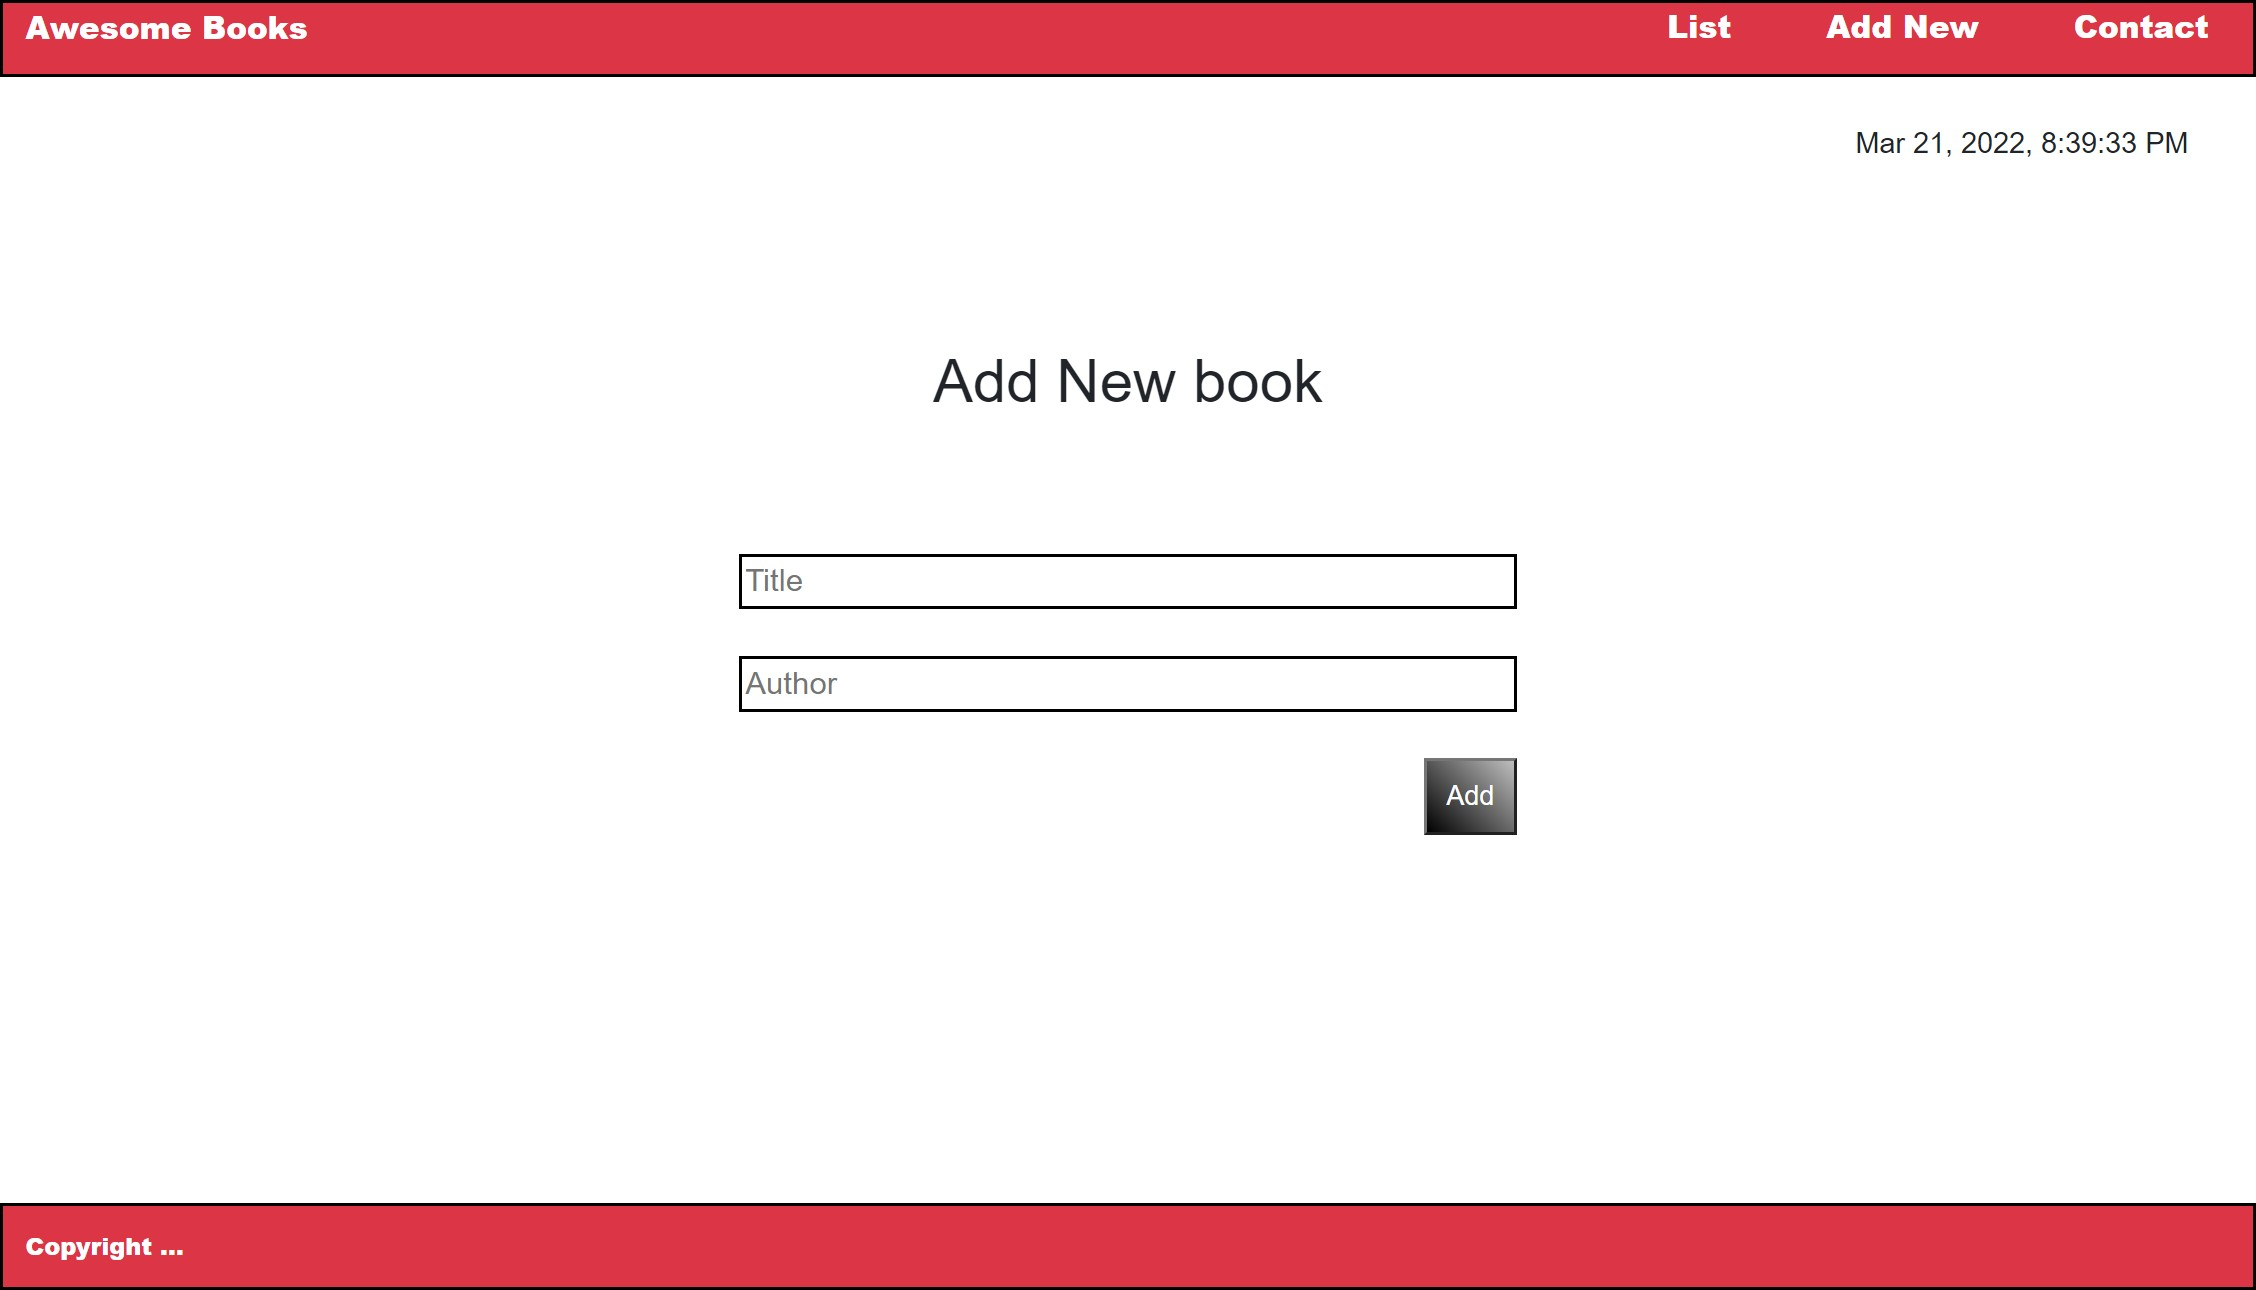 Awesome Books
List Add New Contact
Mar 21, 2022, 8:39:33 PM
Add New book
Title
Author
Add
Copyright ...